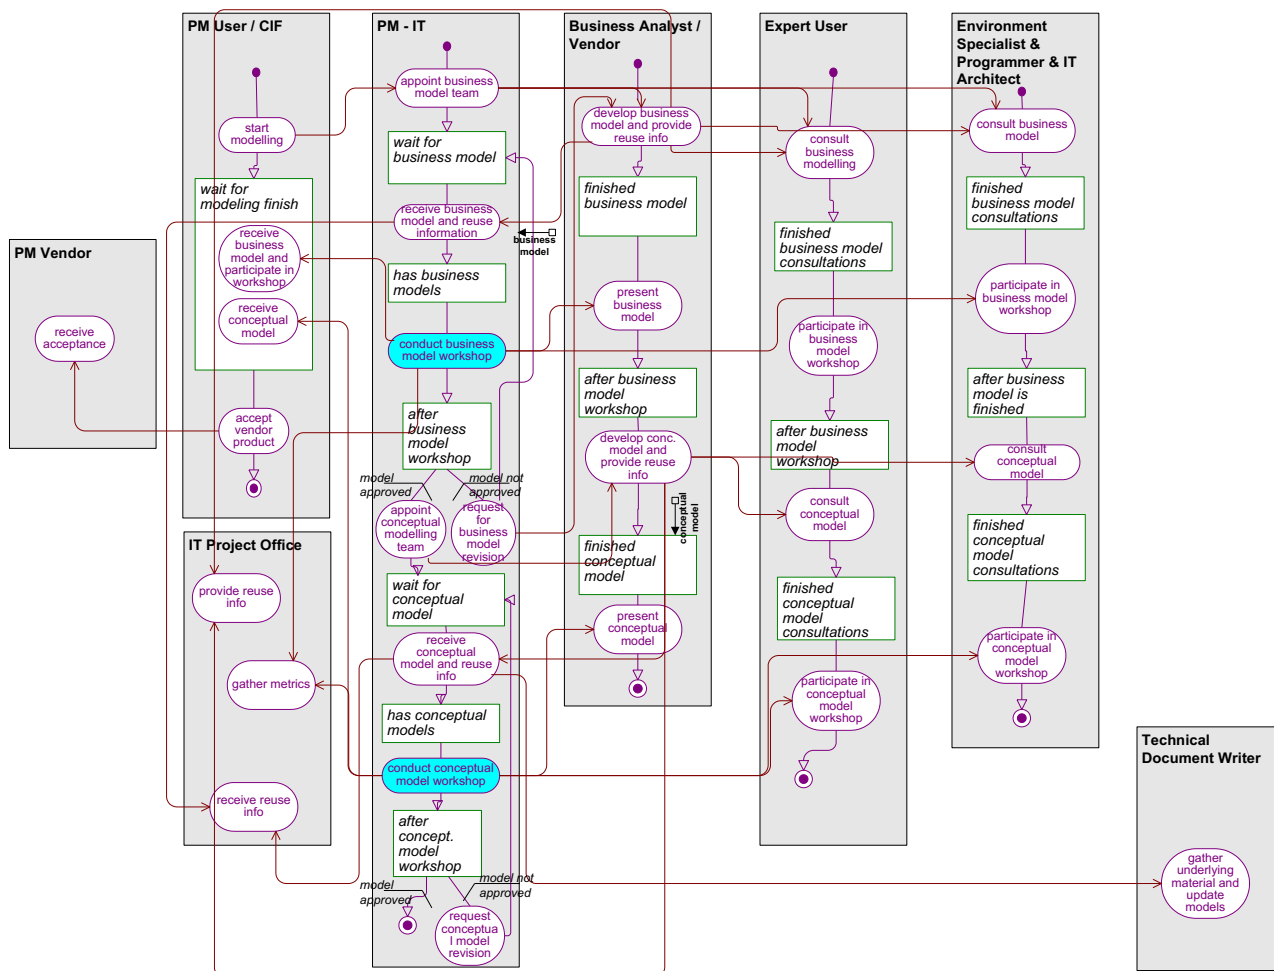 PM User / CIF
start
modelling
wait for
modeling finish
receive
business
model and
participate in
workshop
receive
conceptual
model
accept
vendor
product
PM Vendor
receive
acceptance
IT Project Office
provide reuse
info
gather metrics
receive reuse
info
PM - IT
appoint business
model team
wait for
business model
receive business
model and reuse
information
business
model
has business
models
conduct business
model workshop
after
business
model
workshop
model
approved
model not
approved
appoint
conceptual
modelling
team
request
for
business
model
revision
wait for
conceptual
model
receive
conceptual
model and reuse
info
has conceptual
models
conduct conceptual
model workshop
after
concept.
model
workshop
model
approved
model not
approved
request
conceptua
l model
revision
Business Analyst /
Vendor
develop business
model and provide
reuse info
finished
business model
present
business
model
after business
model
workshop
develop conc.
model and
provide reuse
info
conceptual
model
finished
conceptual
model
present
conceptual
model
Expert User
consult
business
modelling
finished
business model
consultations
participate in
business
model
workshop
after business
model
workshop
consult
conceptual
model
finished
conceptual
model
consultations
participate in
conceptual
model
workshop
Environment
Specialist &
Programmer & IT
Architect
consult business
model
finished
business model
consultations
participate in
business model
workshop
after business
model is
finished
consult
conceptual
model
finished
conceptual
model
consultations
participate in
conceptual
model
workshop
Technical
Document Writer
gather
underlying
material and
update
models